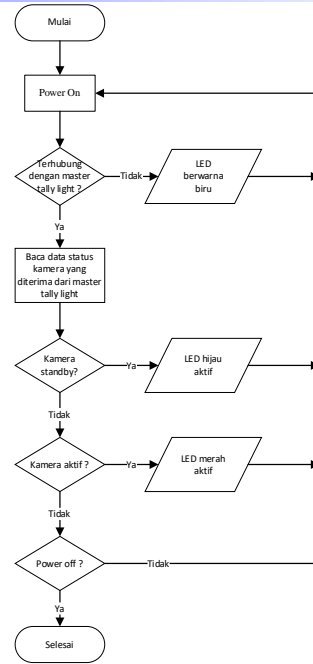 Mulai
Power On
Terhubung
dengan master
tally light ?
Tidak
LED
berwarna
biru
Ya
Baca data status
kamera yang
diterima dari master
tally light
Kamera
standby?
Ya
LED hijau
aktif
Tidak
Kamera aktif ?
Ya
LED merah
aktif
Tidak
Power off ?
Tidak
Ya
Selesai